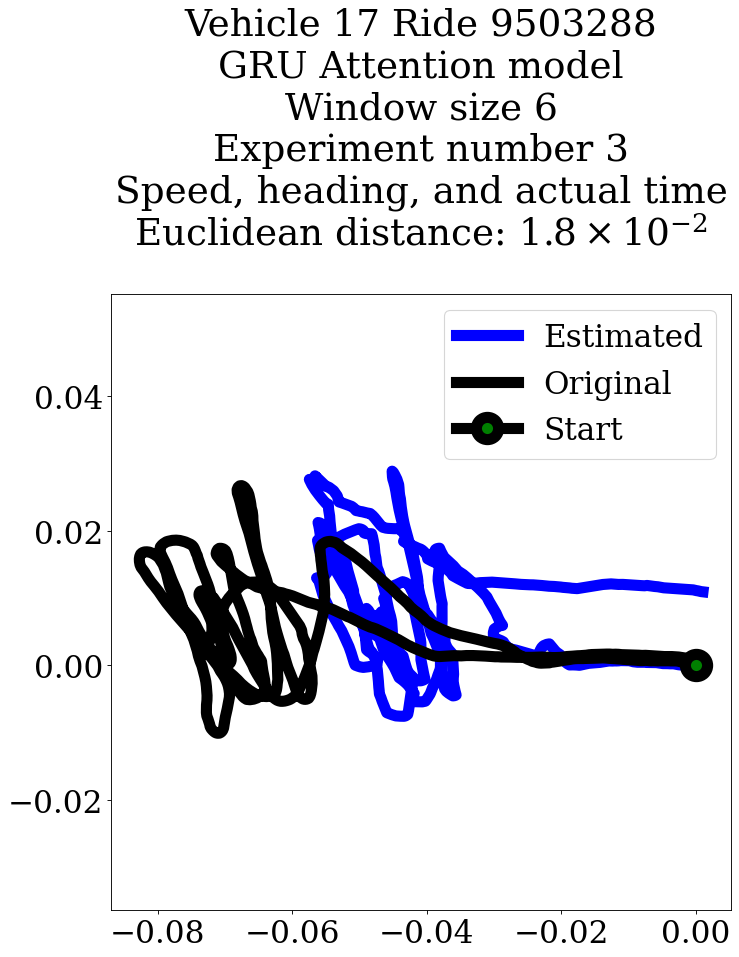 Vehicle 17 Ride 9503288
GRU Attention model
Window size 6
Experiment number 3
Speed, heading, and actual time
Euclidean distance: 1.8 × 10⁻²
Estimated
Original
Start
0.04
0.02
0.00
−0.02
−0.08
−0.06
−0.04
−0.02
0.00